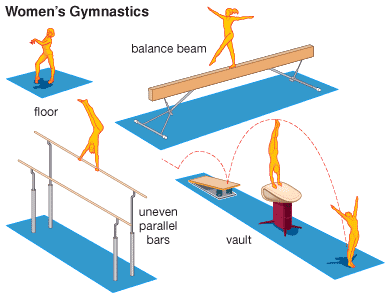 Women's Gymnastics
balance beam
floor
uneven
parallel
bars
vault